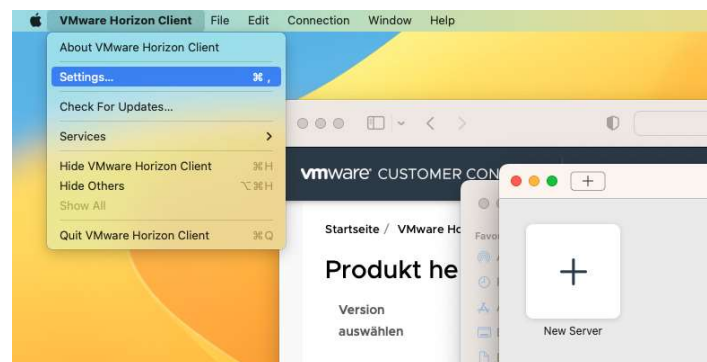 VMware Horizon Client File Edit Connection Window Help
About VMware Horizon Client
Settings... ⌘ ,
Check For Updates...
Services >
Hide VMware Horizon Client ⌘H
Hide Others ⌥⌘H
Show All
Quit VMware Horizon Client ⌘Q
vmware® CUSTOMER CON
Startseite / VMware Ho
Produkt he
Version
auswählen
Favo
New Server